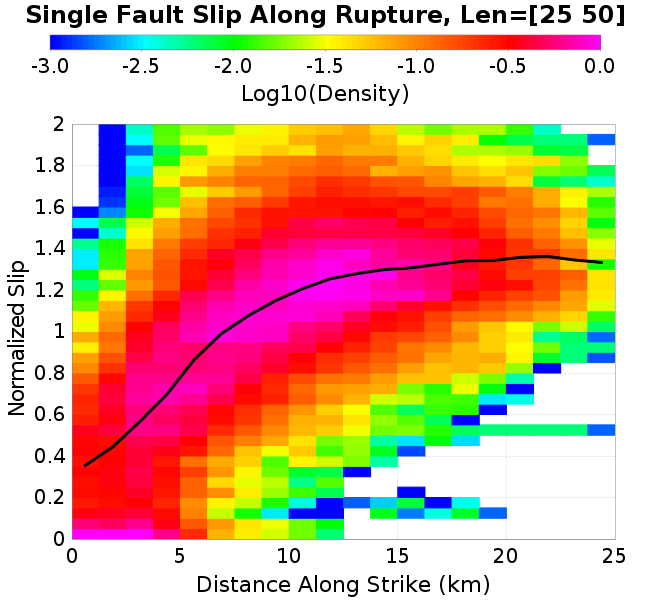 Single Fault Slip Along Rupture, Len=[25 50]
-3.0 -2.5 -2.0 -1.5 -1.0 -0.5 0.0
Log10(Density)
2
1.8
1.6
1.4
1.2
1
0.8
0.6
0.4
0.2
0
Normalized Slip
0 5 10 15 20 25
Distance Along Strike (km)